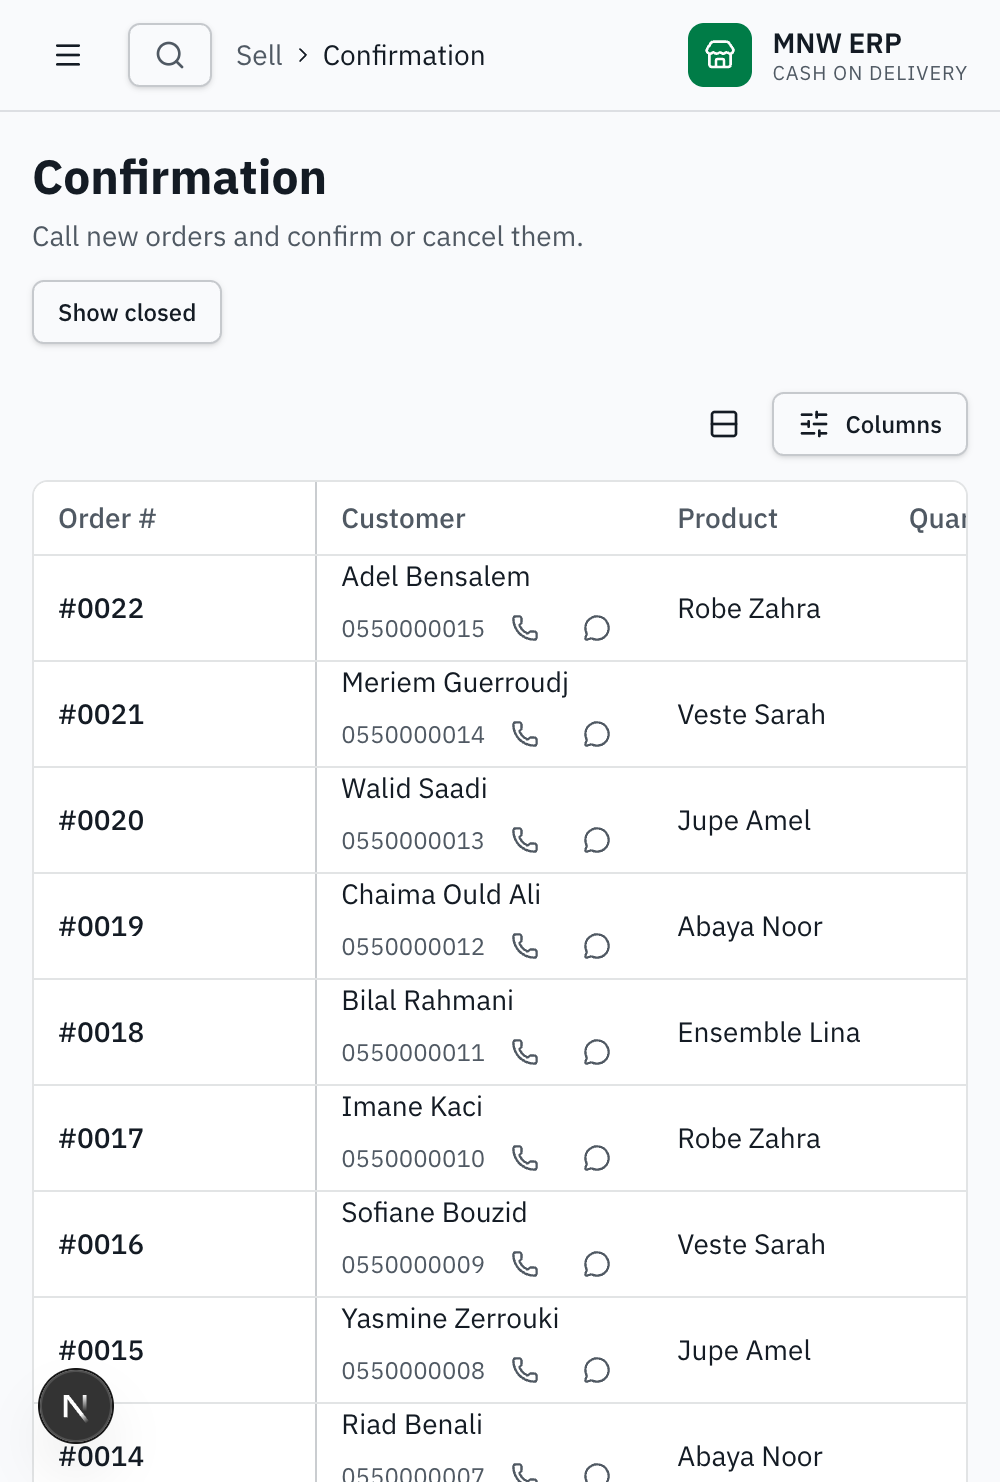 Sell > Confirmation
MNW ERP
CASH ON DELIVERY
Confirmation
Call new orders and confirm or cancel them.
Show closed
Columns
Order # Customer Product
#0022 Adel Bensalem Robe Zahra
0550000015
#0021 Meriem Guerroudj Veste Sarah
0550000014
#0020 Walid Saadi Jupe Amel
0550000013
#0019 Chaima Ould Ali Abaya Noor
0550000012
#0018 Bilal Rahmani Ensemble Lina
0550000011
#0017 Imane Kaci Robe Zahra
0550000010
#0016 Sofiane Bouzid Veste Sarah
0550000009
#0015 Yasmine Zerrouki Jupe Amel
0550000008
N
#0014 Riad Benali Abaya Noor
0550000007